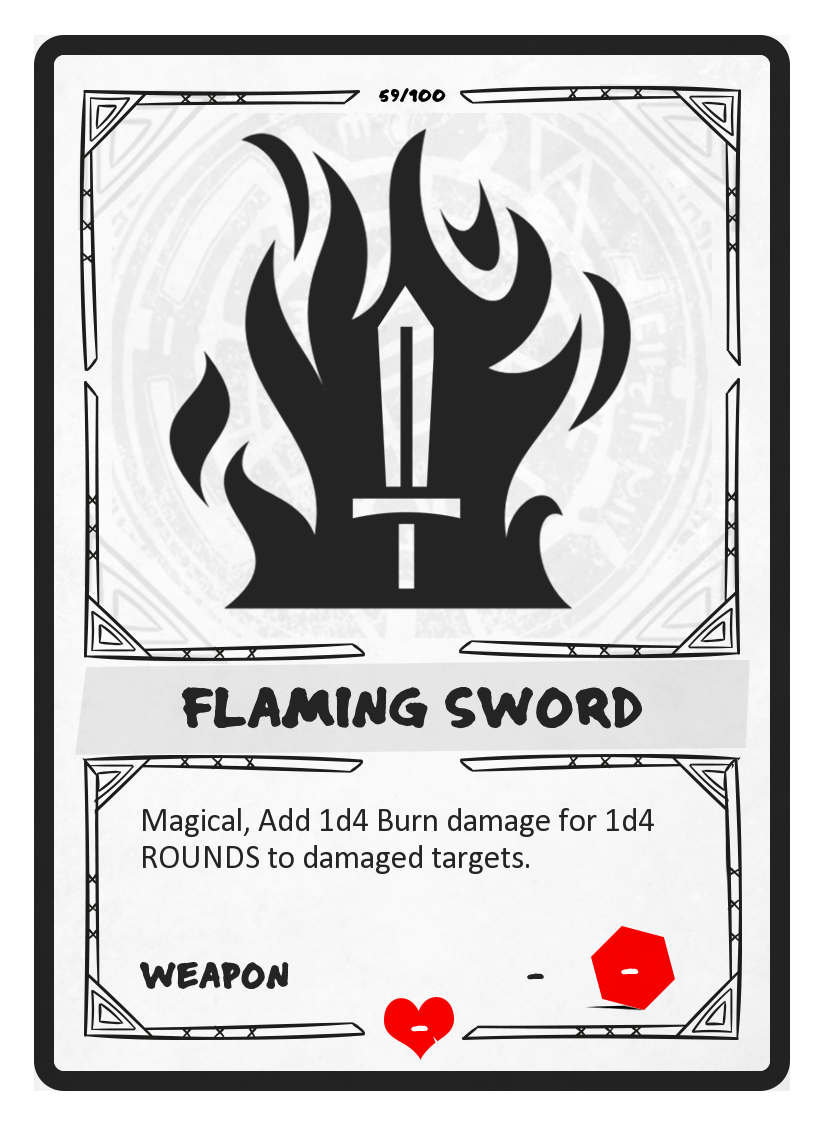 59/100
FLAMING SWORD
Magical, Add 1d4 Burn damage for 1d4
ROUNDS to damaged targets.
WEAPON
-
-
-